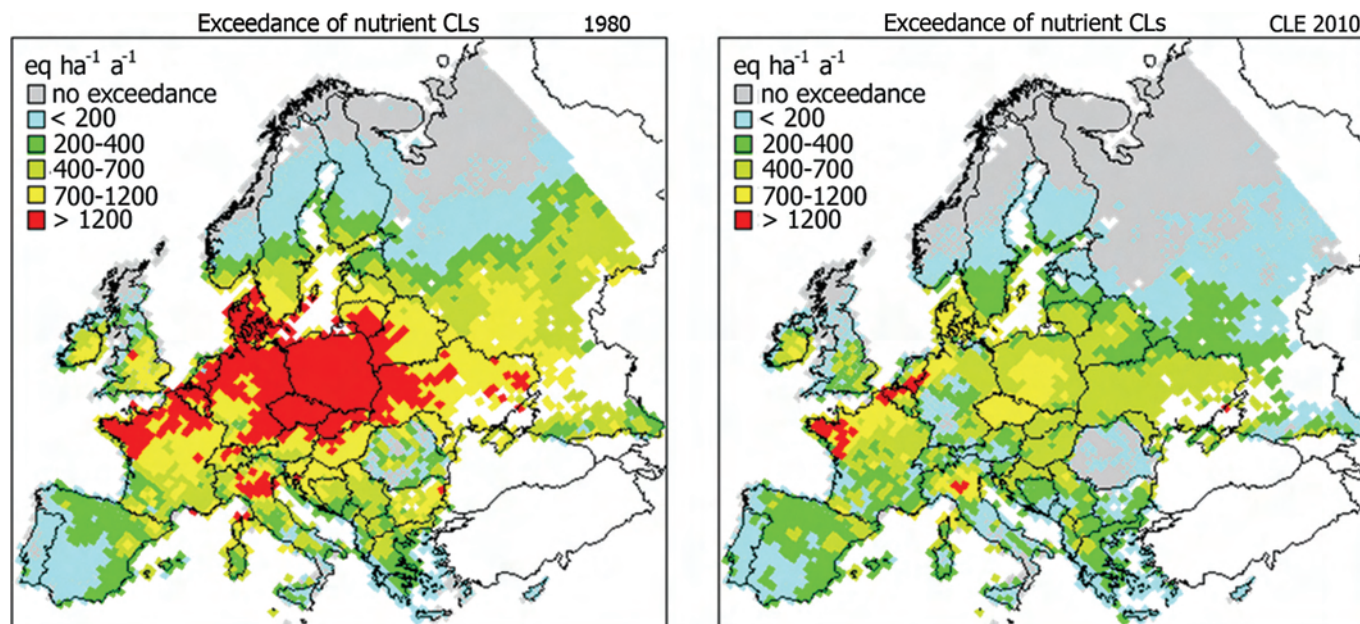 Exceedance of nutrient CLs 1980
eq ha⁻¹ a⁻¹
no exceedance
< 200
200-400
400-700
700-1200
> 1200
Exceedance of nutrient CLs CLE 2010
eq ha⁻¹ a⁻¹
no exceedance
< 200
200-400
400-700
700-1200
> 1200